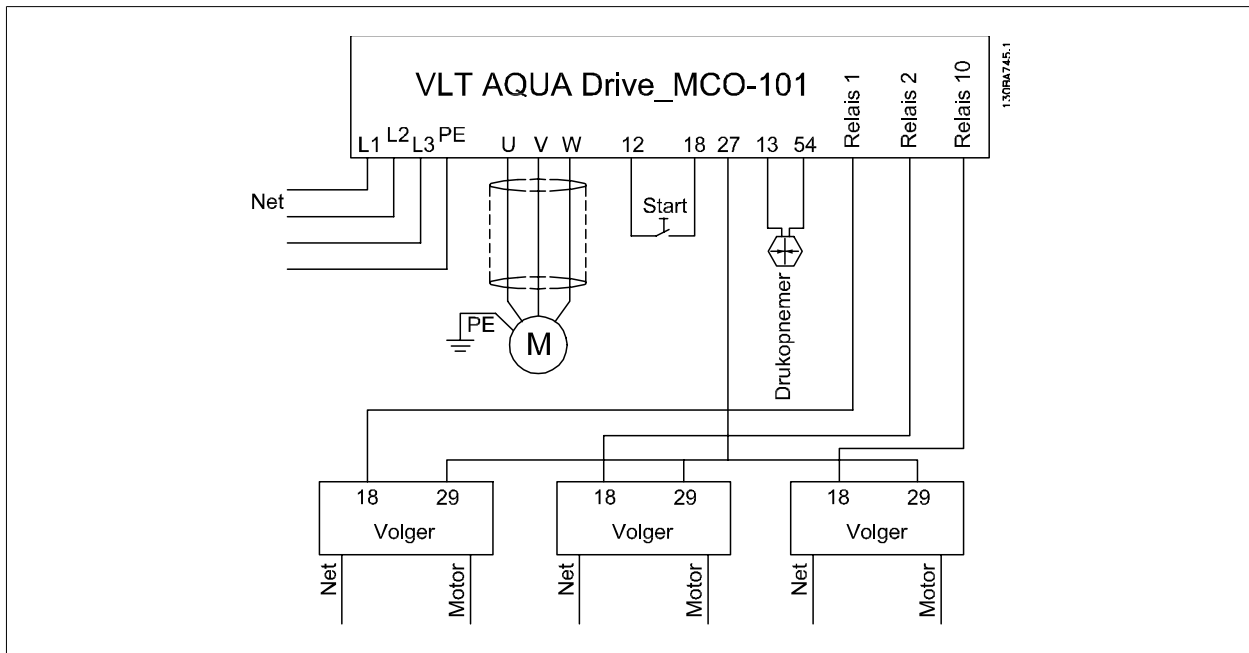 VLT AQUA Drive_MCO-101
130BA745.1
Relais 1
Relais 2
Relais 10
L1 L2 L3 PE U V W 12 18 27 13 54
Net
Start
PE
M
Drukopnemer
18 29
Volger
Net
Motor
18 29
Volger
Net
Motor
18 29
Volger
Net
Motor